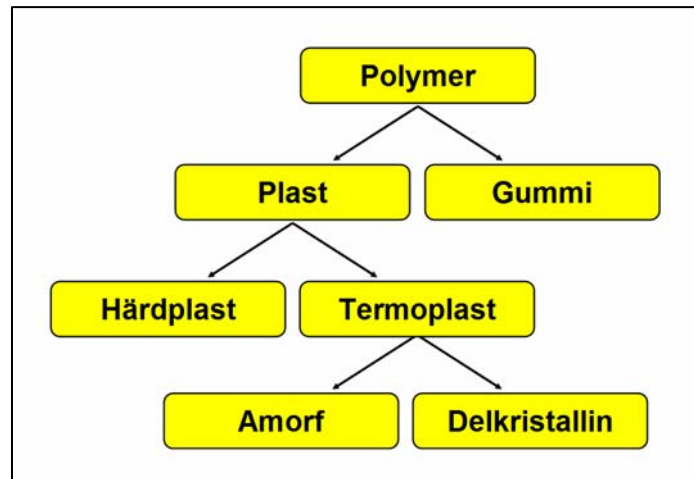 Polymer
Plast
Gummi
Härdplast
Termoplast
Amorf
Delkristallin